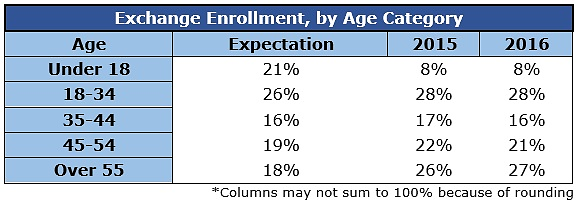 Exchange Enrollment, by Age Category
Age Expectation 2015 2016
Under 18 21% 8% 8%
18-34 26% 28% 28%
35-44 16% 17% 16%
45-54 19% 22% 21%
Over 55 18% 26% 27%
*Columns may not sum to 100% because of rounding